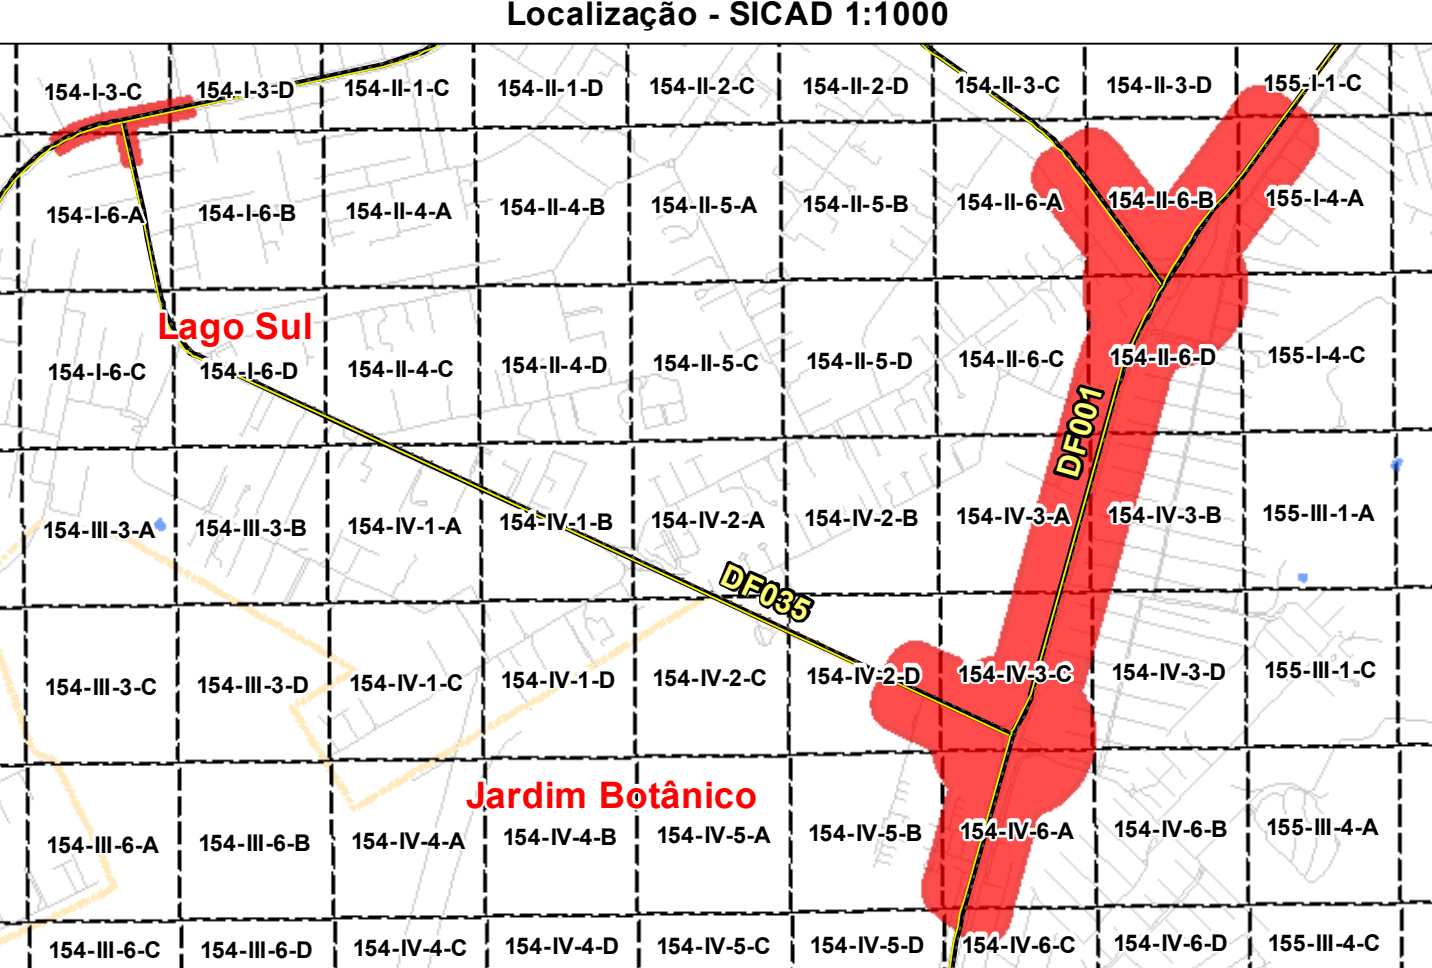 Localização - SICAD 1:1000
154-I-3-C 154-I-3-D 154-II-1-C 154-II-1-D 154-II-2-C 154-II-2-D 154-II-3-C 154-II-3-D 155-I-1-C
154-I-6-A 154-I-6-B 154-II-4-A 154-II-4-B 154-II-5-A 154-II-5-B 154-II-6-A 154-II-6-B 155-I-4-A
Lago Sul
154-I-6-C 154-I-6-D 154-II-4-C 154-II-4-D 154-II-5-C 154-II-5-D 154-II-6-C 154-II-6-D 155-I-4-C
DF001
154-III-3-A 154-III-3-B 154-IV-1-A 154-IV-1-B 154-IV-2-A 154-IV-2-B 154-IV-3-A 154-IV-3-B 155-III-1-A
DF035
154-III-3-C 154-III-3-D 154-IV-1-C 154-IV-1-D 154-IV-2-C 154-IV-2-D 154-IV-3-C 154-IV-3-D 155-III-1-C
Jardim Botânico
154-III-6-A 154-III-6-B 154-IV-4-A 154-IV-4-B 154-IV-5-A 154-IV-5-B 154-IV-6-A 154-IV-6-B 155-III-4-A
154-III-6-C 154-III-6-D 154-IV-4-C 154-IV-4-D 154-IV-5-C 154-IV-5-D 154-IV-6-C 154-IV-6-D 155-III-4-C